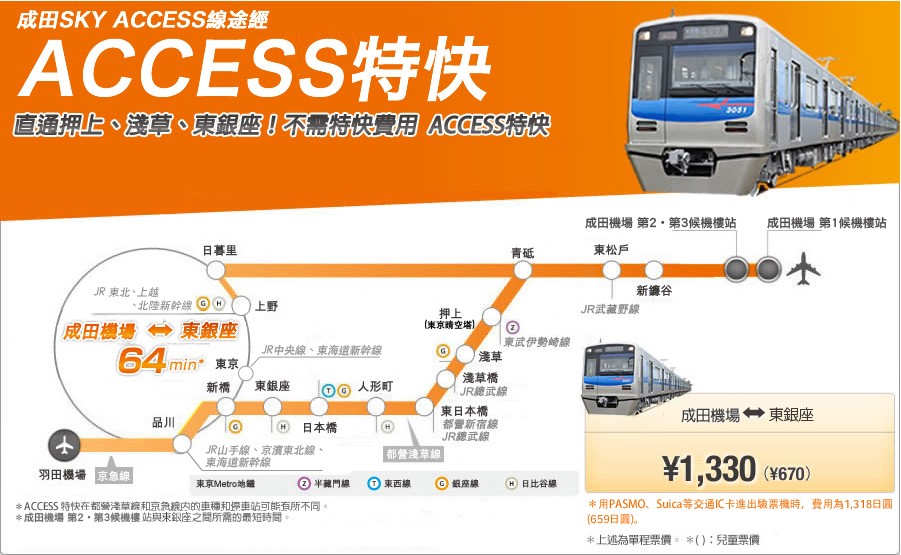 成田SKY ACCESS線途經
ACCESS特快
直通押上、淺草、東銀座！不需特快費用 ACCESS特快
3051
成田機場 第2・第3候機樓站
成田機場 第1候機樓站
日暮里
青砥
東松戶
新鎌谷
JR武藏野線
JR 東北、上越
、北陸新幹線 G H
上野
成田機場 ↔ 東銀座
64min*
押上
(東京晴空塔)
Z
東武伊勢崎線
G
淺草
淺草橋
JR總武線
東京
JR中央線、東海道新幹線
新橋
東銀座
T G
人形町
東日本橋
都營新宿線
JR總武線
品川
G
H
日本橋
H
都營淺草線
JR山手線、京濱東北線、
東海道新幹線
羽田機場
京急線
東京Metro地鐵
Z 半藏門線
T 東西線
G 銀座線
H 日比谷線
成田機場 ↔ 東銀座
¥1,330 (¥670)
＊用PASMO、Suica等交通IC卡進出驗票機時，費用為1,318日圓
(659日圓)。
＊上述為單程票價。 ＊( )：兒童票價
＊ACCESS 特快在都營淺草線和京急線內的車種和停車站可能有所不同。
＊成田機場 第2・第3候機樓 站與東銀座之間所需的最短時間。